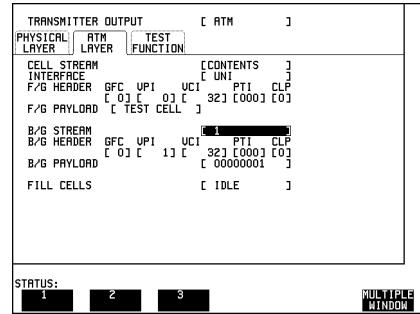 TRANSMITTER OUTPUT [ ATM ]
PHYSICAL LAYER ATM LAYER TEST FUNCTION
CELL STREAM [CONTENTS ]
INTERFACE [ UNI ]
F/G HEADER GFC VPI VCI PTI CLP
[ 0] [ 0] [ 32] [000] [0]
F/G PAYLOAD [ TEST CELL ]
B/G STREAM [ 1 ]
B/G HEADER GFC VPI VCI PTI CLP
[ 0] [ 1] [ 32] [000] [0]
B/G PAYLOAD [ 00000001 ]
FILL CELLS [ IDLE ]
STATUS:
1 2 3 MULTIPLE WINDOW